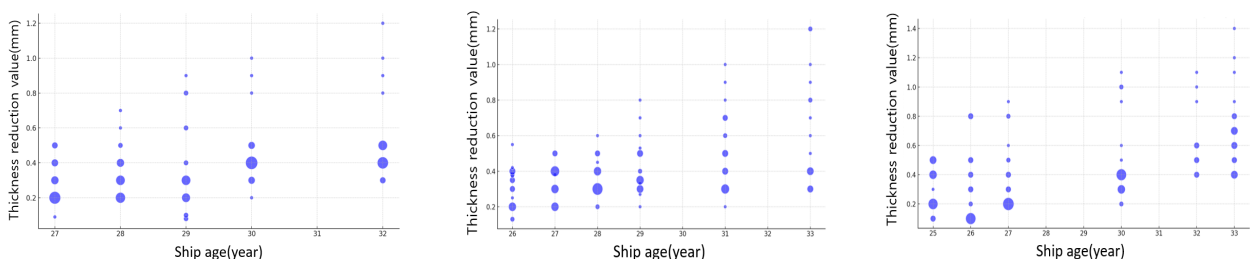 Thickness reduction value(mm)
1.2
1.0
0.8
0.6
0.4
0.2
27 28 29 30 31 32
Ship age(year)
Thickness reduction value(mm)
1.2
1.0
0.8
0.6
0.4
0.2
26 27 28 29 30 31 32 33
Ship age(year)
Thickness reduction value(mm)
1.4
1.2
1.0
0.8
0.6
0.4
0.2
25 26 27 28 29 30 31 32 33
Ship age(year)